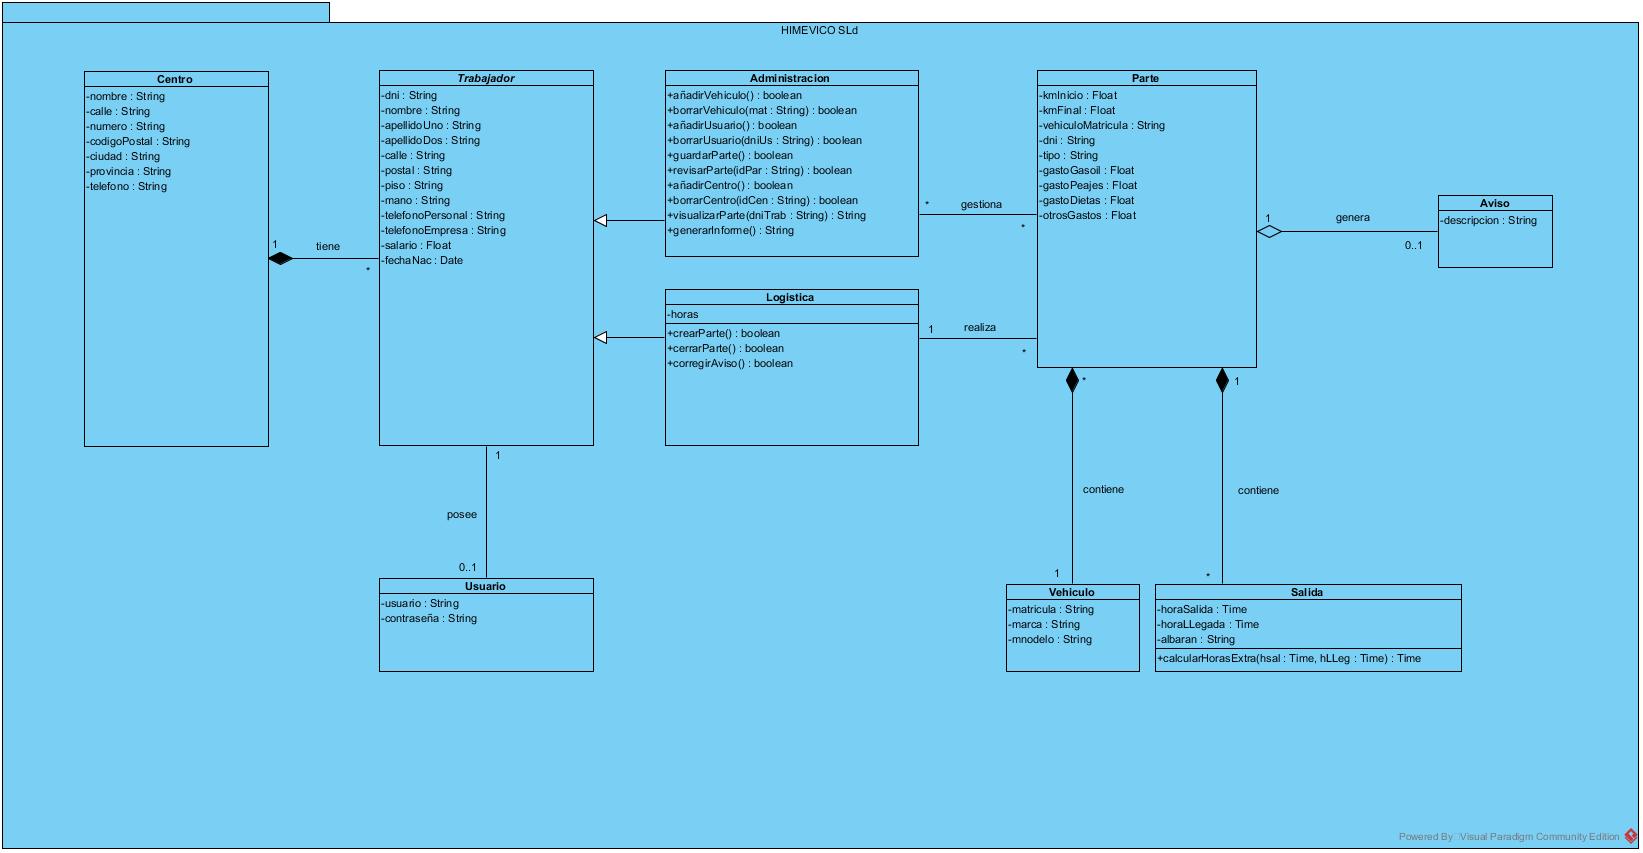 HIMEVICO SLd
Centro
-nombre : String
-calle : String
-numero : String
-codigoPostal : String
-ciudad : String
-provincia : String
-telefono : String
1
tiene
*
Trabajador
-dni : String
-nombre : String
-apellidoUno : String
-apellidoDos : String
-calle : String
-postal : String
-piso : String
-mano : String
-telefonoPersonal : String
-telefonoEmpresa : String
-salario : Float
-fechaNac : Date
Administracion
+añadirVehiculo() : boolean
+borrarVehiculo(mat : String) : boolean
+añadirUsuario() : boolean
+borrarUsuario(dniUs : String) : boolean
+guardarParte() : boolean
+revisarParte(idPar : String) : boolean
+añadirCentro() : boolean
+borrarCentro(idCen : String) : boolean
+visualizarParte(dniTrab : String) : String
+generarInforme() : String
* gestiona
*
Logistica
-horas
+crearParte() : boolean
+cerrarParte() : boolean
+corregirAviso() : boolean
1 realiza
*
Parte
-kmInicio : Float
-kmFinal : Float
-vehiculoMatricula : String
-dni : String
-tipo : String
-gastoGasoil : Float
-gastoPeajes : Float
-gastoDietas : Float
-otrosGastos : Float
1 genera
0..1
Aviso
-descripcion : String
1
posee
0..1
Usuario
-usuario : String
-contraseña : String
*
contiene
1
Vehiculo
-matricula : String
-marca : String
-mnodelo : String
1
contiene
*
Salida
-horaSalida : Time
-horaLLegada : Time
-albaran : String
+calcularHorasExtra(hsal : Time, hLLeg : Time) : Time
Powered By Visual Paradigm Community Edition